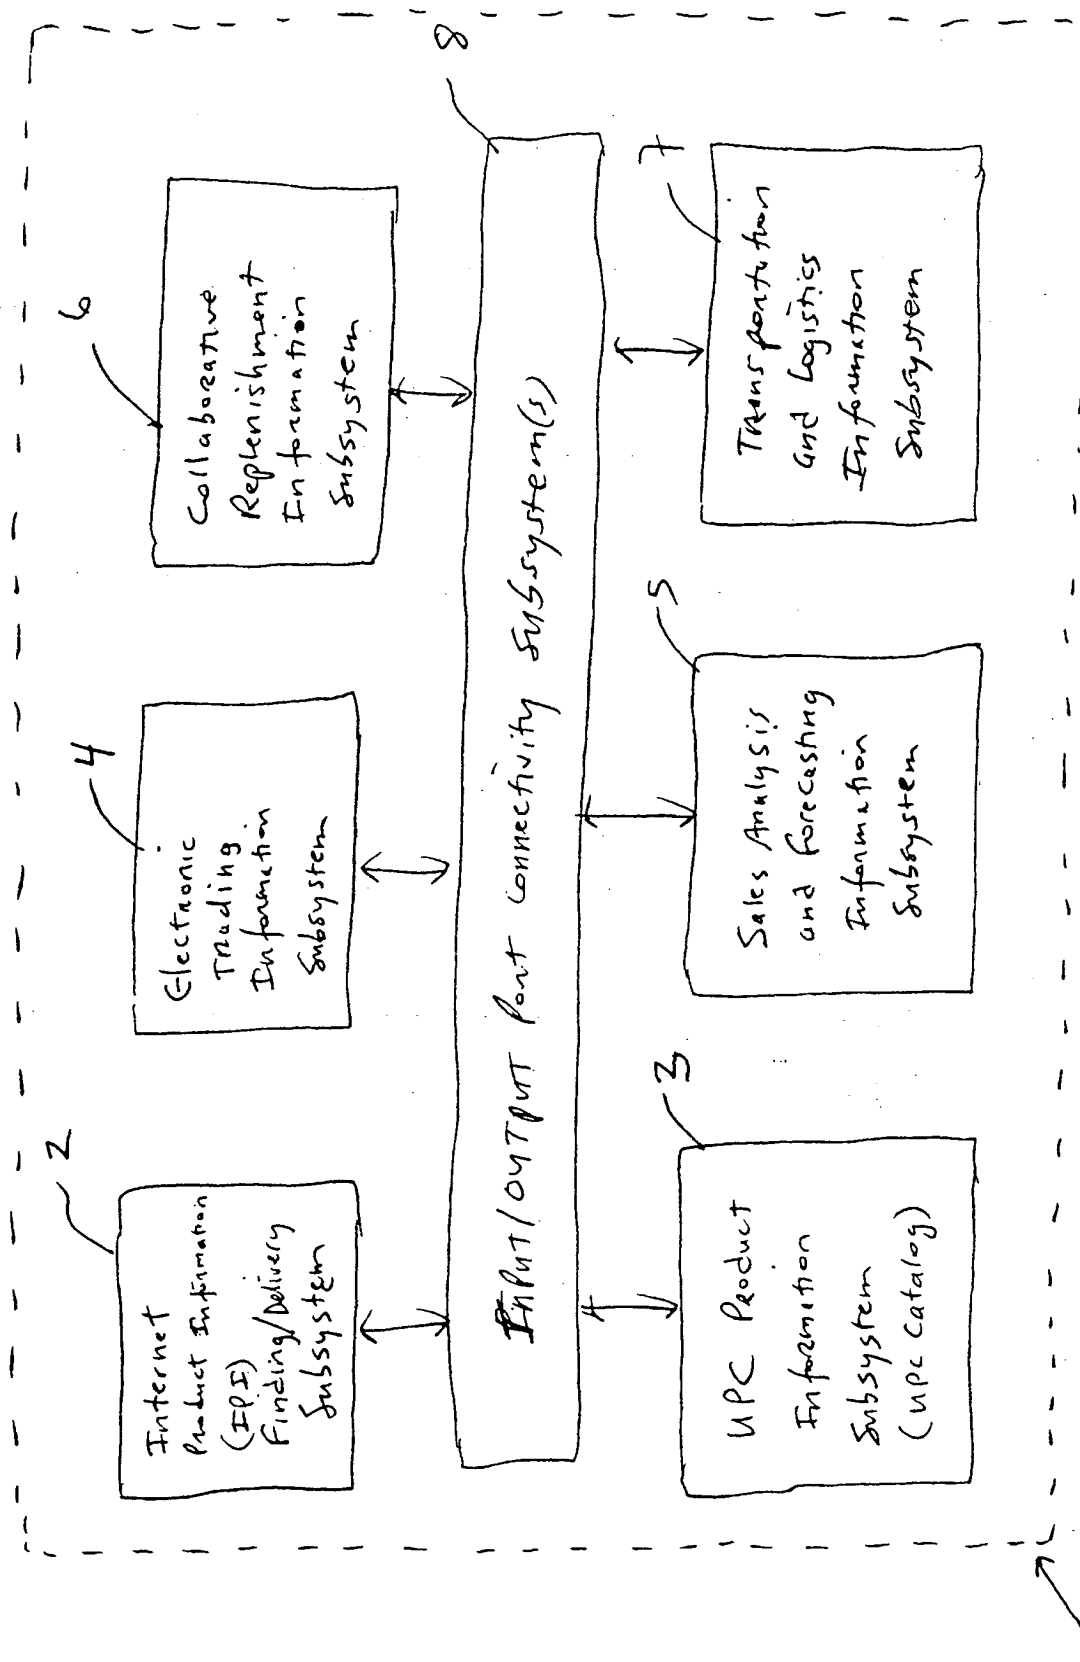 2
Internet
Product Information
(IPI)
Finding/Delivery
Subsystem
4
Electronic
Trading
Information
Subsystem
6
Collaborative
Replenishment
Information
Subsystem
8
INPUT/OUTPUT Port Connectivity Subsystem(s)
3
UPC Product
Information
Subsystem
(UPC Catalog)
5
Sales Analysis
and Forecasting
Information
Subsystem
7
Transportation
and Logistics
Information
Subsystem